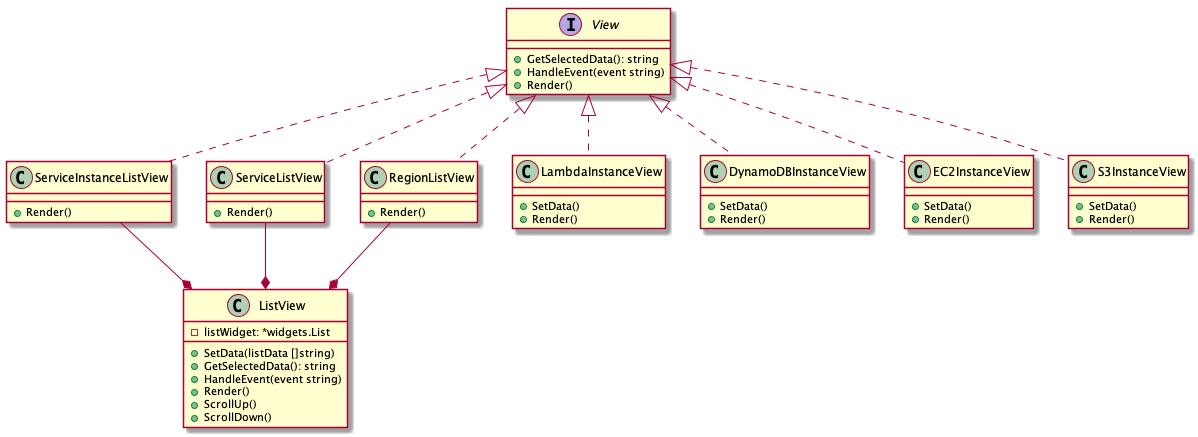 I View
GetSelectedData(): string
HandleEvent(event string)
Render()
C ServiceInstanceListView
Render()
C ServiceListView
Render()
C RegionListView
Render()
C LambdaInstanceView
SetData()
Render()
C DynamoDBInstanceView
SetData()
Render()
C EC2InstanceView
SetData()
Render()
C S3InstanceView
SetData()
Render()
C ListView
listWidget: *widgets.List
SetData(listData []string)
GetSelectedData(): string
HandleEvent(event string)
Render()
ScrollUp()
ScrollDown()